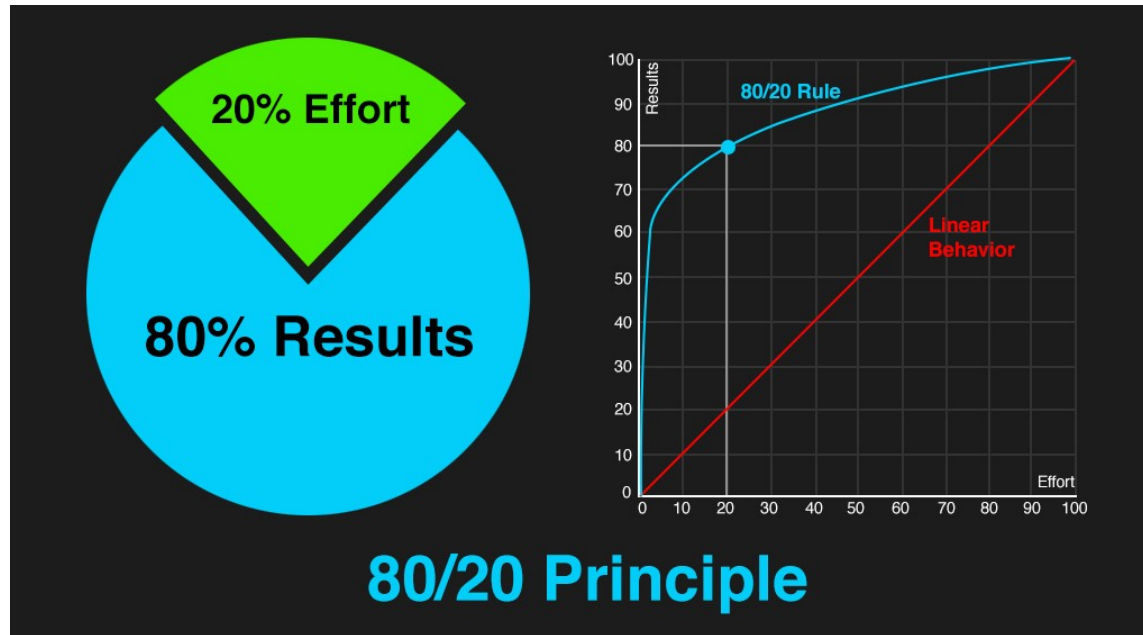 20% Effort
80% Results
100
90
80
70
60
50
40
30
20
10
0
Results
80/20 Rule
Linear
Behavior
Effort
0 10 20 30 40 50 60 70 80 90 100
80/20 Principle